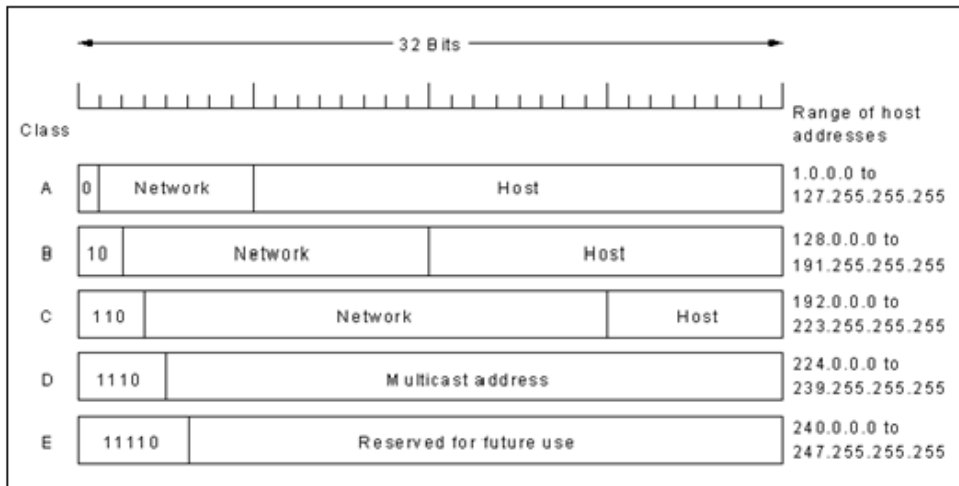 32 Bits
Class
Range of host
addresses
A
0
Network
Host
1.0.0.0 to
127.255.255.255
B
10
Network
Host
128.0.0.0 to
191.255.255.255
C
110
Network
Host
192.0.0.0 to
223.255.255.255
D
1110
Multicast address
224.0.0.0 to
239.255.255.255
E
11110
Reserved for future use
240.0.0.0 to
247.255.255.255